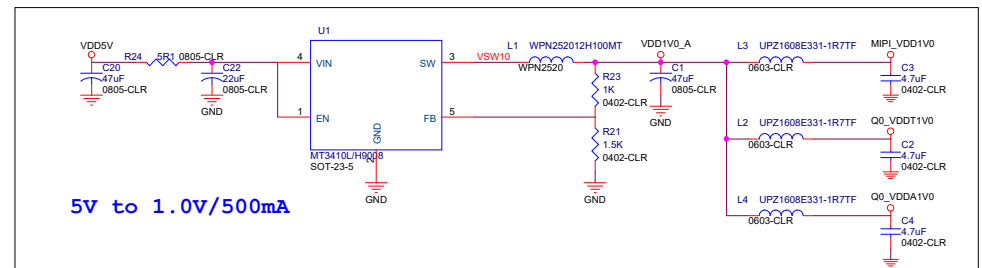 U1
VDD5V
R24 5R1 0805-CLR
C20
47uF
0805-CLR
C22
22uF
0805-CLR
GND
4 VIN
1 EN
SW 3
FB 5
GND
2
MT3410L/H9008
SOT-23-5
GND
VSW10
L1 WPN252012H100MT
WPN2520
VDD1V0_A
R23
1K
0402-CLR
R21
1.5K
0402-CLR
GND
C1
47uF
0805-CLR
GND
L3 UPZ1608E331-1R7TF
0603-CLR
MIPI_VDD1V0
C3
4.7uF
0402-CLR
L2 UPZ1608E331-1R7TF
0603-CLR
Q0_VDDT1V0
C2
4.7uF
0402-CLR
L4 UPZ1608E331-1R7TF
0603-CLR
Q0_VDDA1V0
C4
4.7uF
0402-CLR
5V to 1.0V/500mA